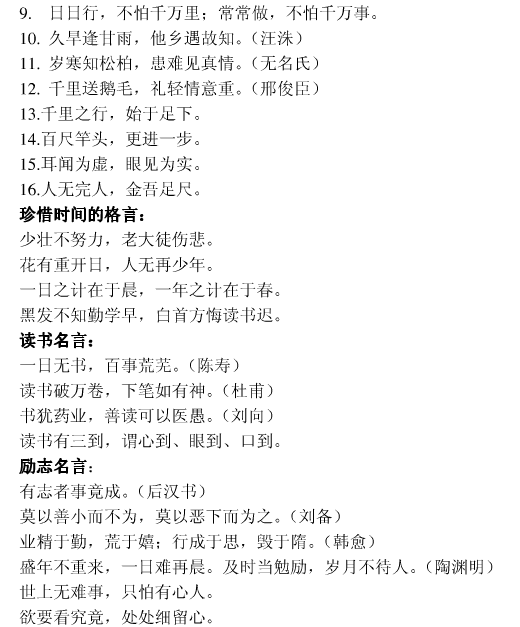 9. 日日行，不怕千万里；常常做，不怕千万事。
10. 久旱逢甘雨，他乡遇故知。（汪洙）
11. 岁寒知松柏，患难见真情。（无名氏）
12. 千里送鹅毛，礼轻情意重。（邢俊臣）
13.千里之行，始于足下。
14.百尺竿头，更进一步。
15.耳闻为虚，眼见为实。
16.人无完人，金吾足尺。
珍惜时间的格言：
少壮不努力，老大徒伤悲。
花有重开日，人无再少年。
一日之计在于晨，一年之计在于春。
黑发不知勤学早，白首方悔读书迟。
读书名言：
一日无书，百事荒芜。（陈寿）
读书破万卷，下笔如有神。（杜甫）
书犹药业，善读可以医愚。（刘向）
读书有三到，谓心到、眼到、口到。
励志名言：
有志者事竟成。（后汉书）
莫以善小而不为，莫以恶下而为之。（刘备）
业精于勤，荒于嬉；行成于思，毁于隋。（韩愈）
盛年不重来，一日难再晨。及时当勉励，岁月不待人。（陶渊明）
世上无难事，只怕有心人。
欲要看究竟，处处细留心。